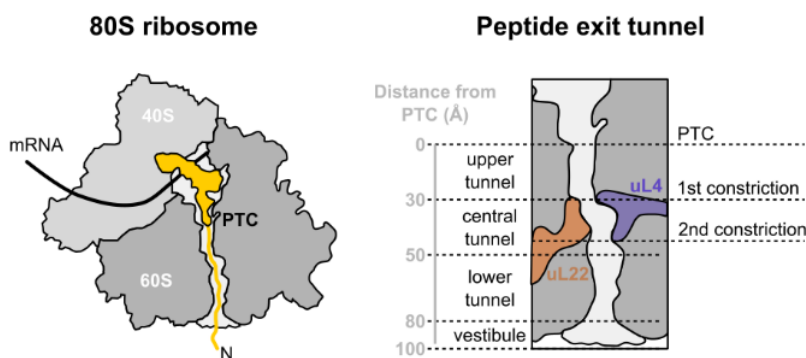 80S ribosome
40S
mRNA
PTC
60S
N
Peptide exit tunnel
Distance from
PTC (Å)
0
PTC
upper
tunnel
uL4
30
1st constriction
central
tunnel
2nd constriction
50
uL22
lower
tunnel
80
vestibule
100